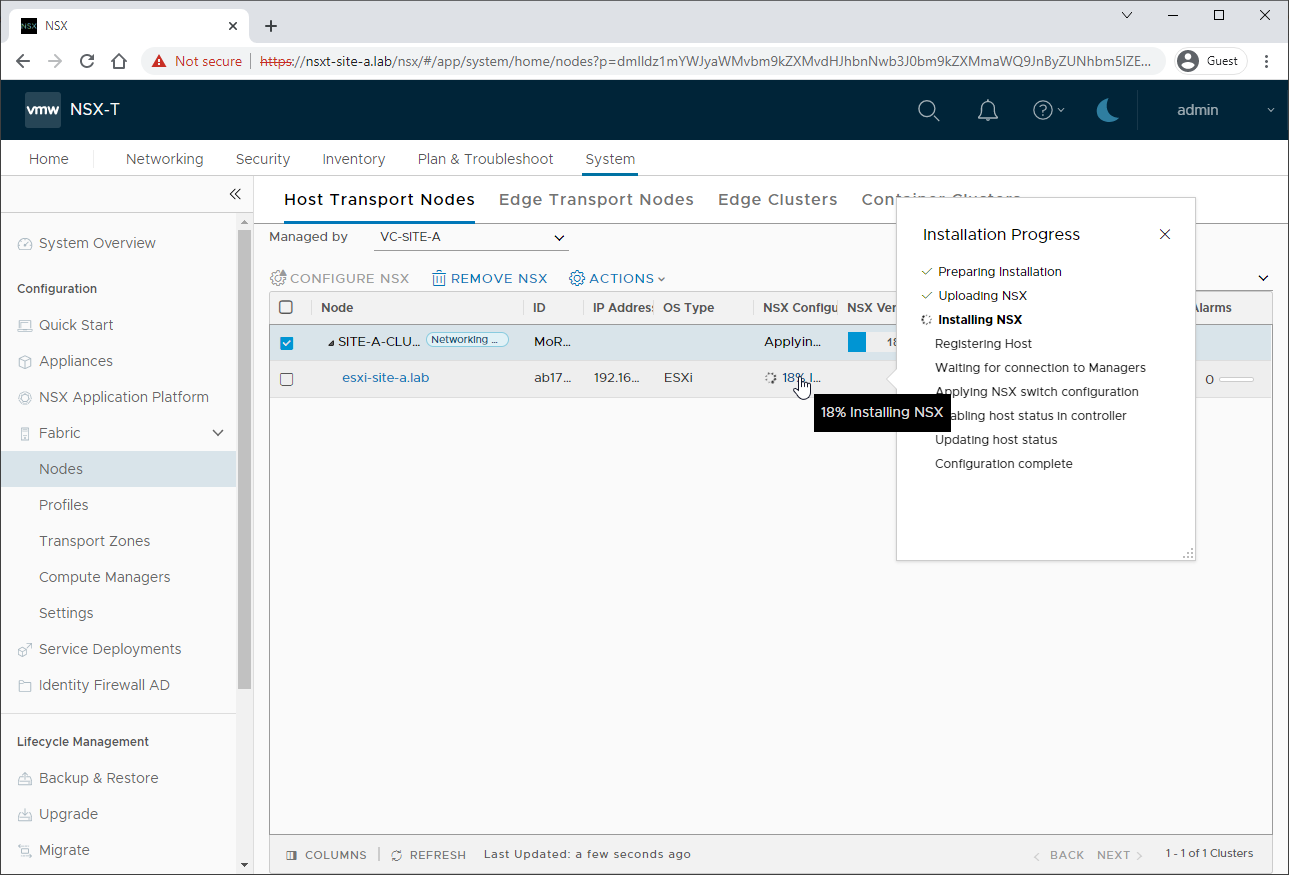 NSX
NSX
Not secure
https://nsxt-site-a.lab/nsx/#/app/system/home/nodes?p=
Guest
vmw NSX-T
admin
Home Networking Security Inventory Plan & Troubleshoot System
Host Transport Nodes Edge Transport Nodes Edge Clusters
Managed by VC-SITE-A
CONFIGURE NSX REMOVE NSX ACTIONS
Node ID IP Addres OS Type NSX Configu NSX Ver
SITE-A-CLU... Networking ... MoR... Applyin... 18
esxi-site-a.lab ab17... 192.16... ESXi 18% I... 0
18% Installing NSX
Installation Progress
Preparing Installation
Uploading NSX
Installing NSX
Registering Host
Waiting for connection to Managers
Applying NSX switch configuration
host status in controller
Updating host status
Configuration complete
System Overview
Configuration
Quick Start
Appliances
NSX Application Platform
Fabric
Nodes
Profiles
Transport Zones
Compute Managers
Settings
Service Deployments
Identity Firewall AD
Lifecycle Management
Backup & Restore
Upgrade
Migrate
COLUMNS REFRESH Last Updated: a few seconds ago
BACK NEXT 1 - 1 of 1 Clusters